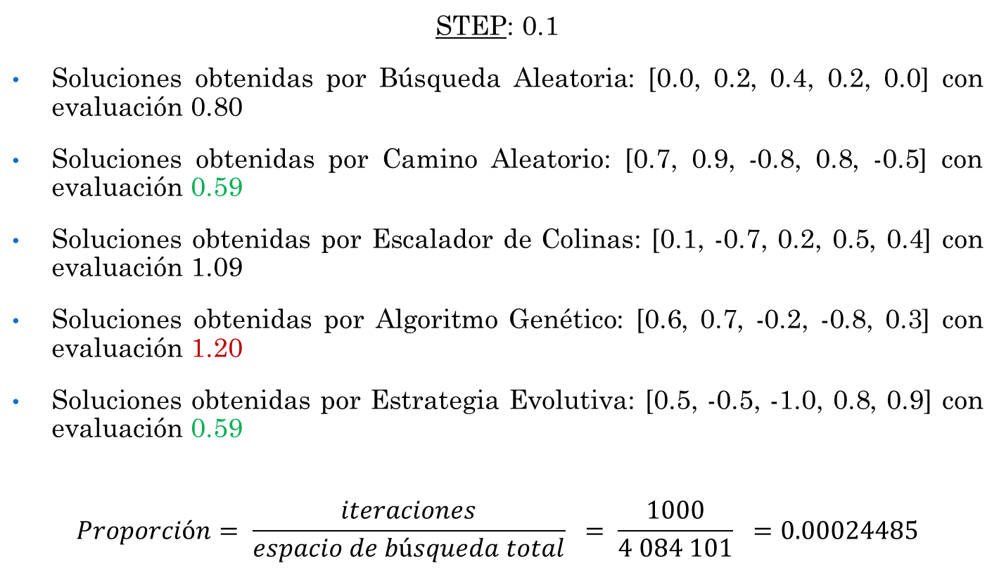 STEP: 0.1
• Soluciones obtenidas por Búsqueda Aleatoria: [0.0, 0.2, 0.4, 0.2, 0.0] con
evaluación 0.80
• Soluciones obtenidas por Camino Aleatorio: [0.7, 0.9, -0.8, 0.8, -0.5] con
evaluación 0.59
• Soluciones obtenidas por Escalador de Colinas: [0.1, -0.7, 0.2, 0.5, 0.4] con
evaluación 1.09
• Soluciones obtenidas por Algoritmo Genético: [0.6, 0.7, -0.2, -0.8, 0.3] con
evaluación 1.20
• Soluciones obtenidas por Estrategia Evolutiva: [0.5, -0.5, -1.0, 0.8, 0.9] con
evaluación 0.59
iteraciones 1000
Proporción = = = 0.00024485
espacio de búsqueda total 4 084 101